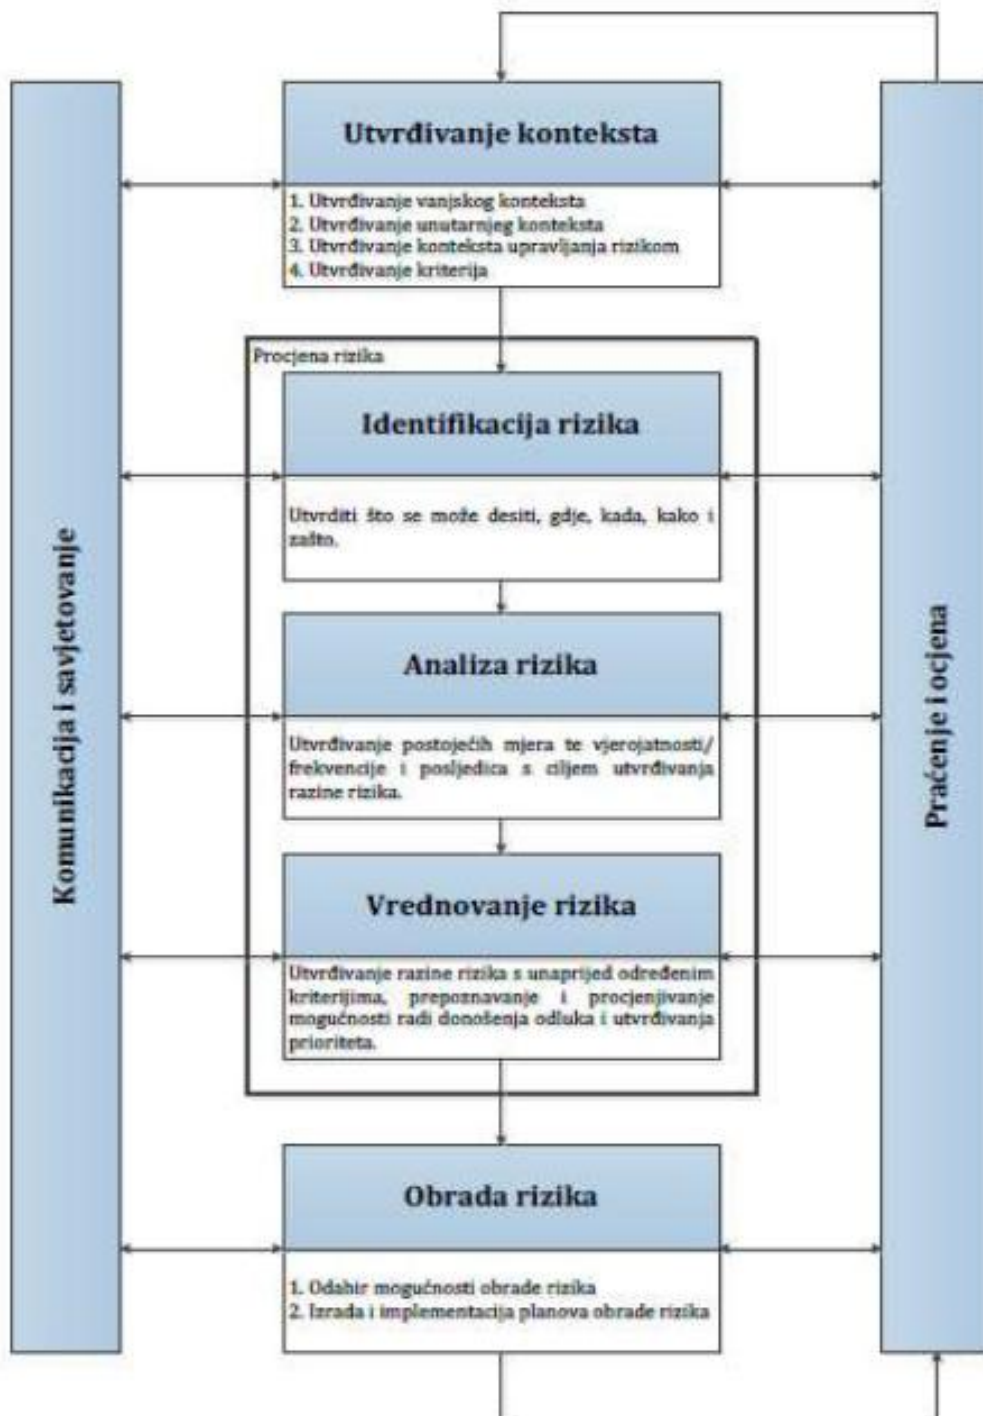 Utvrđivanje konteksta
1. Utvrđivanje vanjskog konteksta
2. Utvrđivanje unutarnjeg konteksta
3. Utvrđivanje konteksta upravljanja rizikom
4. Utvrđivanje kriterija
Procjena rizika
Identifikacija rizika
Utvrditi što se može desiti, gdje, kada, kako i
zašto.
Analiza rizika
Utvrđivanje postojećih mjera te vjerojatnosti/
frekvencije i posljedica s ciljem utvrđivanja
razine rizika.
Vrednovanje rizika
Utvrđivanje razine rizika s unaprijed određenim
kriterijima, prepoznavanje i procjenjivanje
mogućnosti radi donošenja odluka i utvrđivanja
prioriteta.
Obrada rizika
1. Odabir mogućnosti obrade rizika
2. Izrada i implementacija planova obrade rizika
Komunikacija i savjetovanje
Praćenje i ocjena